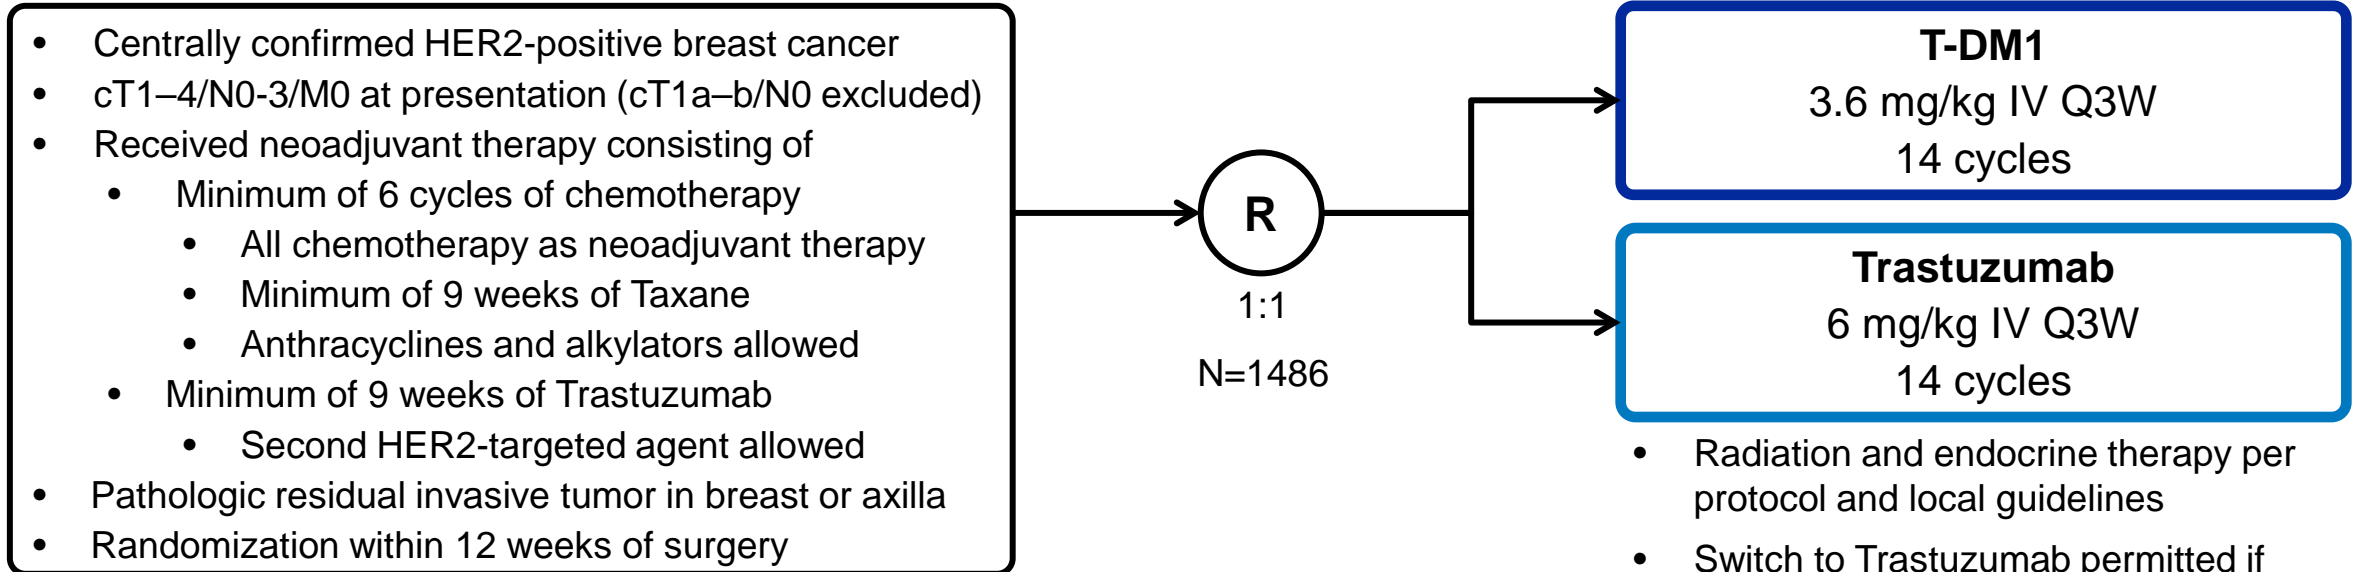 • Centrally confirmed HER2-positive breast cancer
• cT1–4/N0-3/M0 at presentation (cT1a–b/N0 excluded)
• Received neoadjuvant therapy consisting of
• Minimum of 6 cycles of chemotherapy
• All chemotherapy as neoadjuvant therapy
• Minimum of 9 weeks of Taxane
• Anthracyclines and alkylators allowed
• Minimum of 9 weeks of Trastuzumab
• Second HER2-targeted agent allowed
• Pathologic residual invasive tumor in breast or axilla
• Randomization within 12 weeks of surgery
R
1:1
N=1486
T-DM1
3.6 mg/kg IV Q3W
14 cycles
Trastuzumab
6 mg/kg IV Q3W
14 cycles
• Radiation and endocrine therapy per
protocol and local guidelines
• Switch to Trastuzumab permitted if